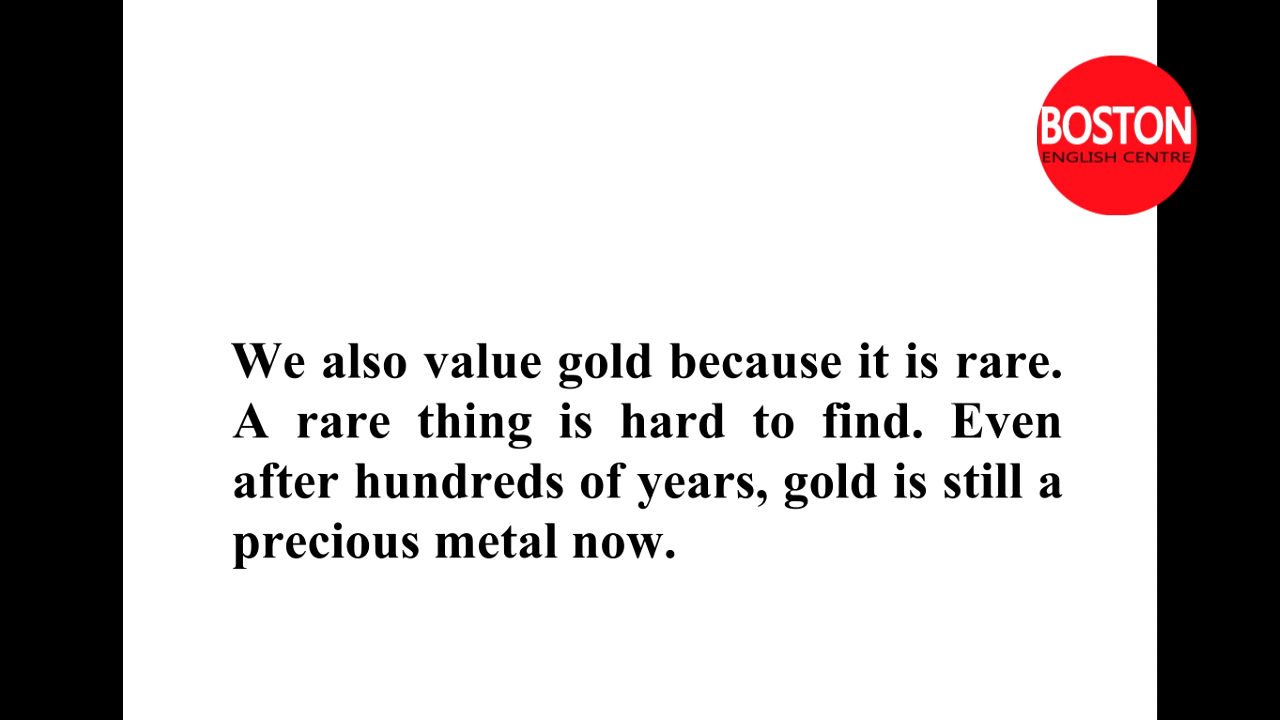 BOSTON
ENGLISH CENTRE
We also value gold because it is rare.
A rare thing is hard to find. Even
after hundreds of years, gold is still a
precious metal now.